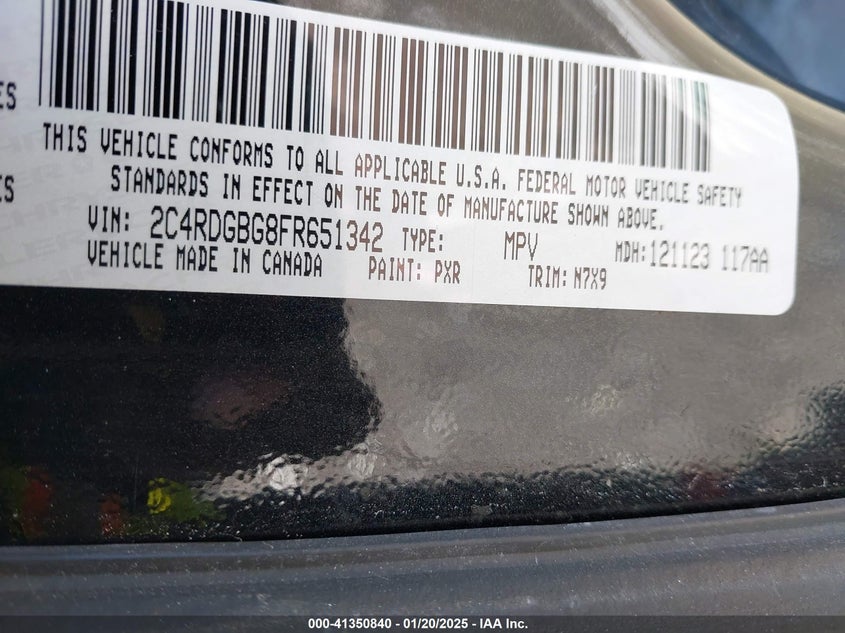 ES
THIS VEHICLE CONFORMS TO ALL APPLICABLE U.S.A. FEDERAL MOTOR VEHICLE SAFETY
ES
STANDARDS IN EFFECT ON THE DATE OF MANUFACTURE SHOWN ABOVE.
VIN: 2C4RDGBG8FR651342 TYPE: MPV MDH: 121123 117AA
VEHICLE MADE IN CANADA PAINT: PXR TRIM: N7X9
000-41350840 - 01/20/2025 - IAA Inc.